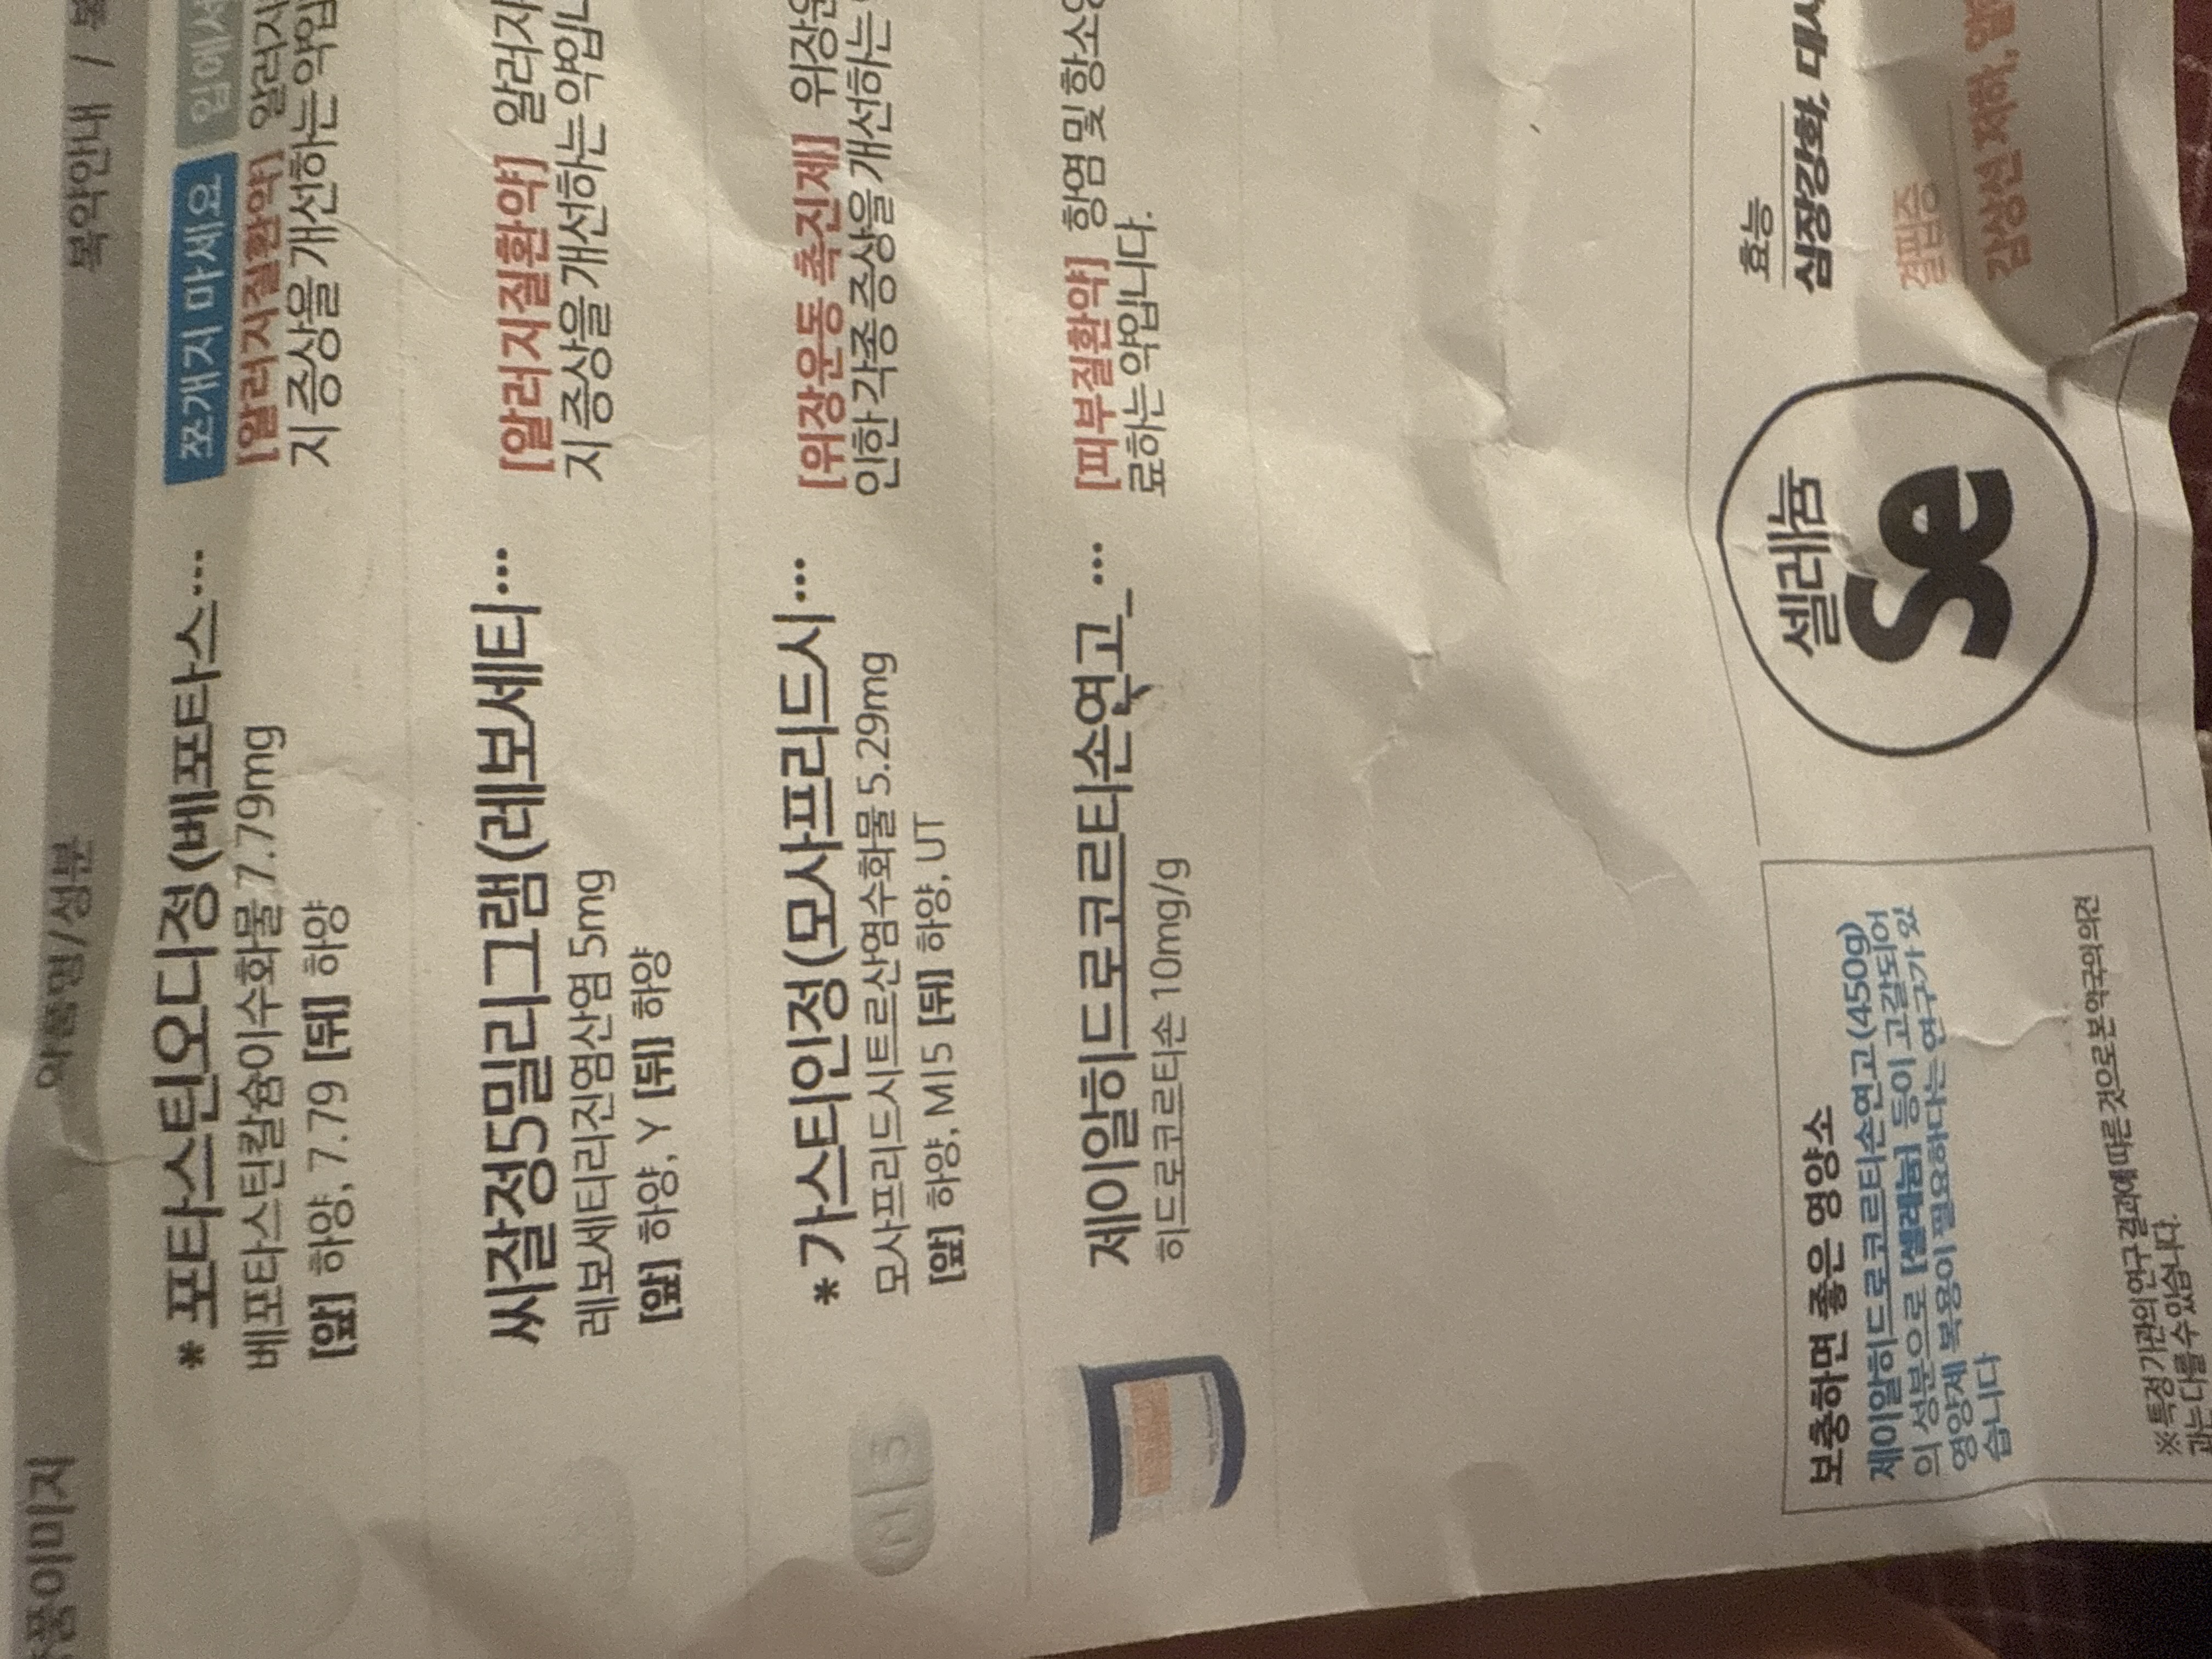 약품이미지
약품명/성분
복약안내 /
* 포타스틴오디정(베포타스…
베포타스틴칼슘이수화물 7.79mg
[앞] 하양, 7.79 [뒤] 하양
쪼개지 마세요 입에서
[알러지질환약] 알러지
지 증상을 개선하는 약입
씨잘정5밀리그램(레보세티…
레보세티리진염산염 5mg
[앞] 하양, Y [뒤] 하양
[알러지질환약] 알러지
지 증상을 개선하는 약입니
* 가스티인정(모사프리드시…
모사프리드시트르산염수화물 5.29mg
[앞] 하양, MI5 [뒤] 하양, UT
[위장운동 촉진제] 위장운
인한 각종 증상을 개선하는
제이알히드로코르티손연고_…
히드로코르티손 10mg/g
[피부질환약] 항염 및 항소양
료하는 약입니다.
보충하면 좋은 영양소
제이알히드로코르티손연고(450g)
의 성분으로 [셀레늄] 등이 고갈되어
영양제 복용이 필요하다는 연구가 있
습니다
※ 특정 기관의 연구 결과에 따른 것으로 본 약국의 의견
과는 다를 수 있습니다.
셀레늄
Se
효능
심장강화, 대사
결핍증
갑상선 저하,